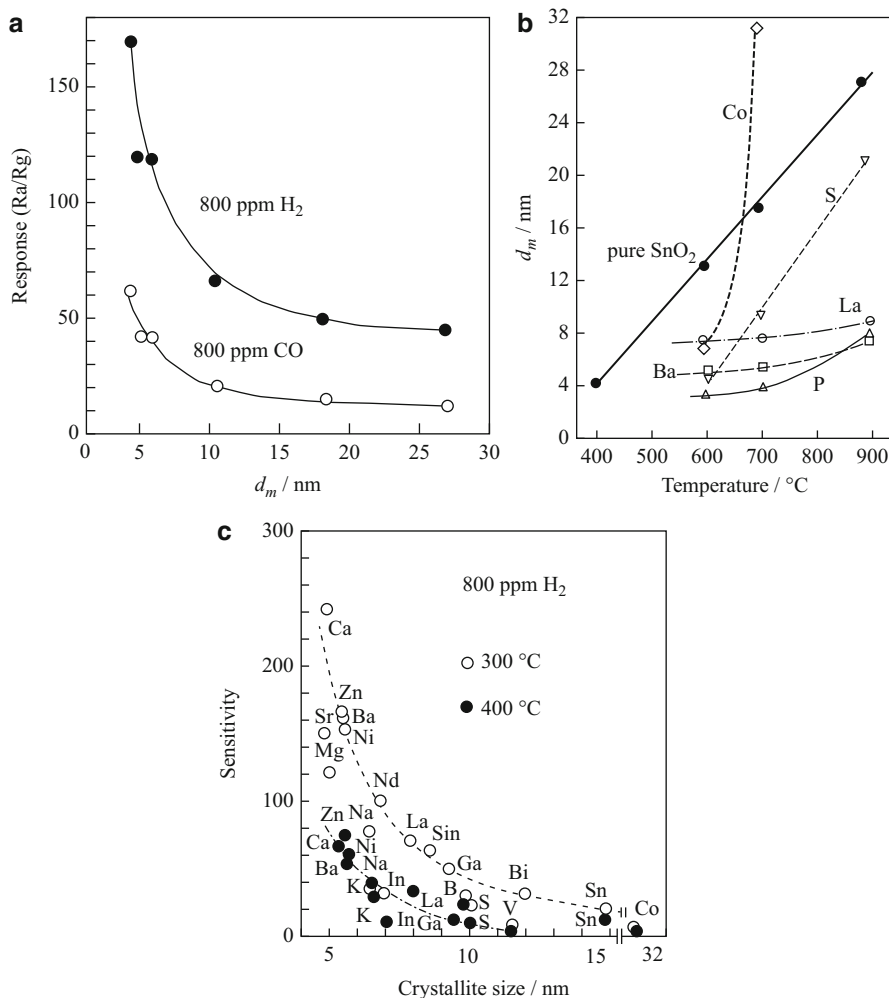 a
150
100
50
0
Response (Ra/Rg)
800 ppm H₂
800 ppm CO
0 5 10 15 20 25 30
dₘ / nm
b
32
28
24
20
16
12
8
4
0
dₘ / nm
Co
S
pure SnO₂
La
Ba
P
400 500 600 700 800 900
Temperature / °C
c
300
200
100
0
Sensitivity
800 ppm H₂
300 °C
400 °C
Ca
Zn
Sr Ba
Ni
Mg
Nd
Zn Na La Sin
Ca Ni Ga
Ba Na In B Bi
K La S Sn
K In Ga S V Sn Co
5 10 15 32
Crystallite size / nm